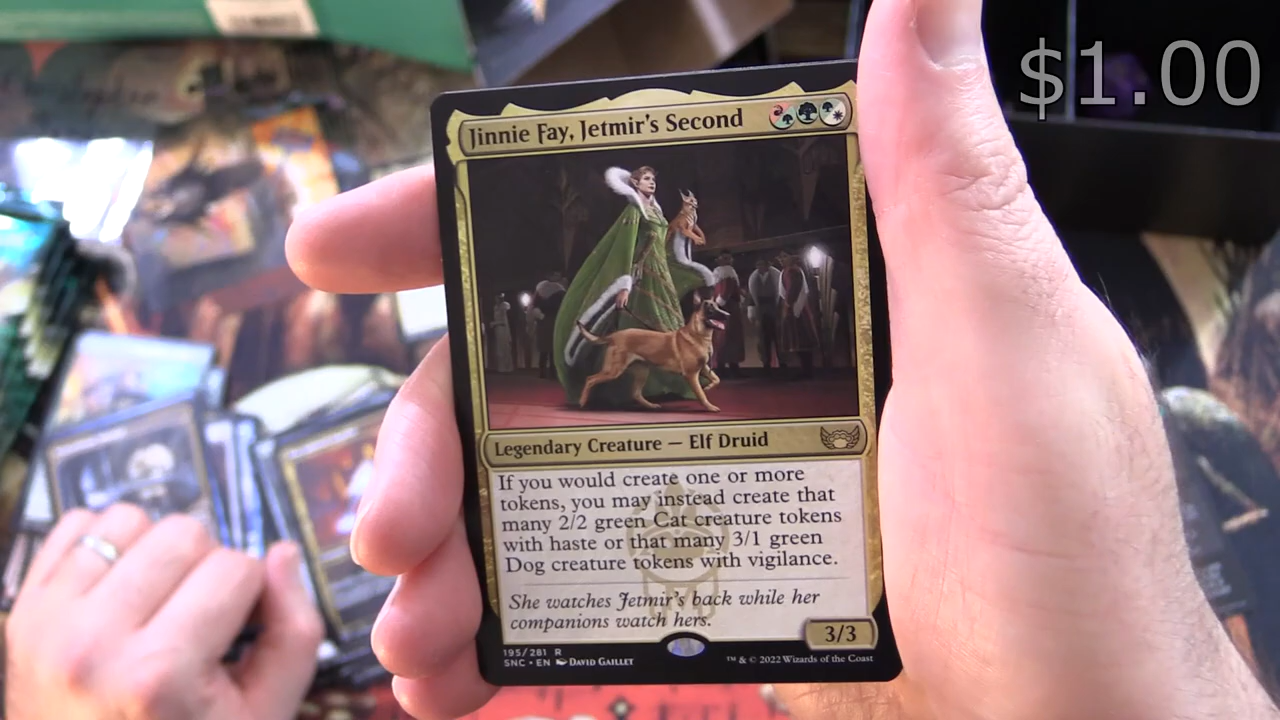 $1.00
Jinnie Fay, Jetmir's Second
Legendary Creature — Elf Druid
If you would create one or more
tokens, you may instead create that
many 2/2 green Cat creature tokens
with haste or that many 3/1 green
Dog creature tokens with vigilance.
She watches Jetmir's back while her
companions watch hers.
3/3
195/281 R
SNC • EN DAVID GAILLET
™ & © 2022 Wizards of the Coast